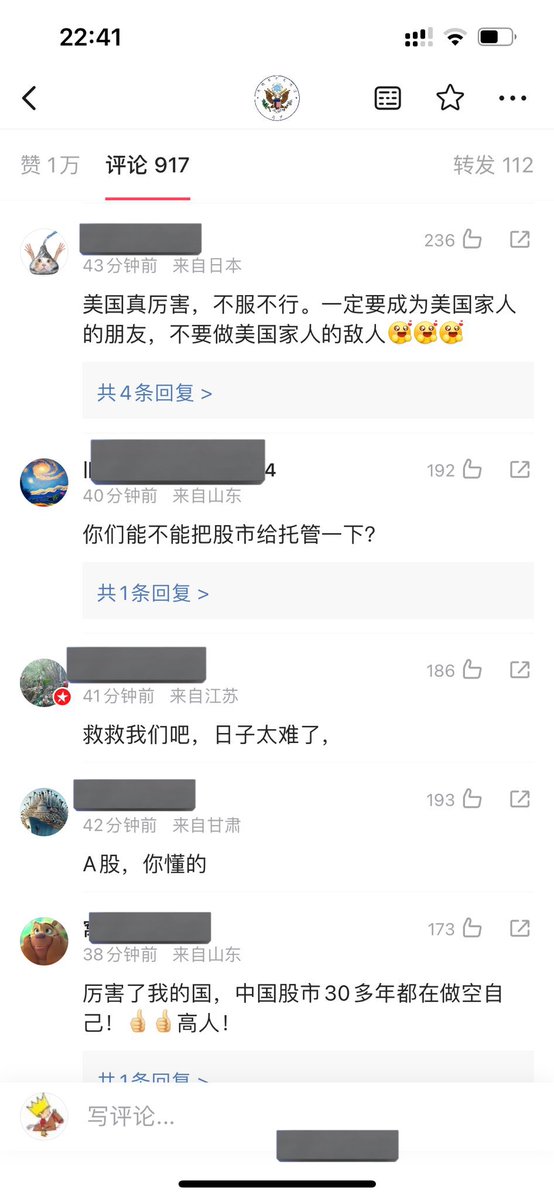 22:41
赞 1万
评论 917
转发 112
236
43分钟前 来自日本
美国真厉害，不服不行。一定要成为美国家人
的朋友，不要做美国家人的敌人🥰🥰🥰
共4条回复 >
4
192
40分钟前 来自山东
你们能不能把股市给托管一下?
共1条回复 >
186
41分钟前 来自江苏
救救我们吧，日子太难了，
193
42分钟前 来自甘肃
A股，你懂的
173
38分钟前 来自山东
厉害了我的国，中国股市30多年都在做空自
己！👍🏻👍🏻高人！
共1条回复 >
写评论...